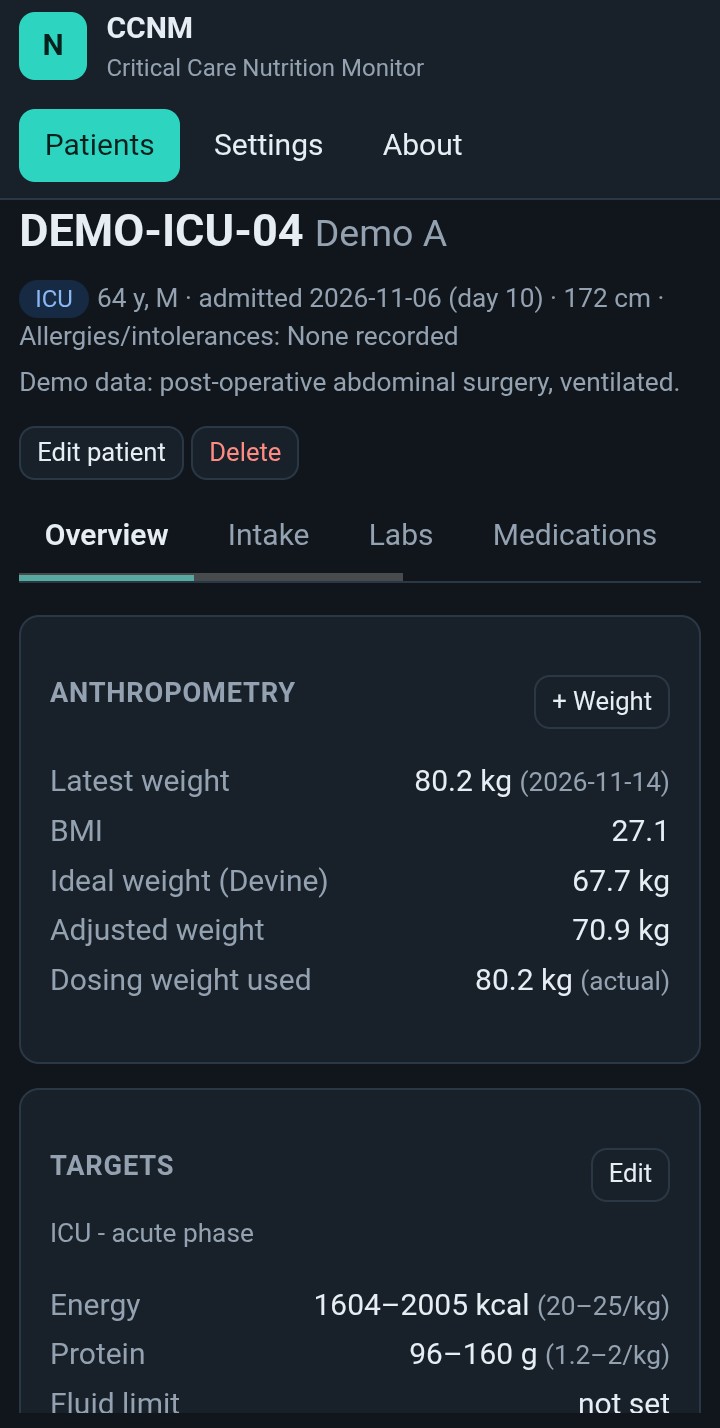 N
CCNM
Critical Care Nutrition Monitor
Patients Settings About
DEMO-ICU-04 Demo A
ICU 64 y, M · admitted 2026-11-06 (day 10) · 172 cm ·
Allergies/intolerances: None recorded
Demo data: post-operative abdominal surgery, ventilated.
Edit patient Delete
Overview Intake Labs Medications
ANTHROPOMETRY + Weight
Latest weight 80.2 kg (2026-11-14)
BMI 27.1
Ideal weight (Devine) 67.7 kg
Adjusted weight 70.9 kg
Dosing weight used 80.2 kg (actual)
TARGETS Edit
ICU - acute phase
Energy 1604–2005 kcal (20–25/kg)
Protein 96–160 g (1.2–2/kg)
Fluid limit not set